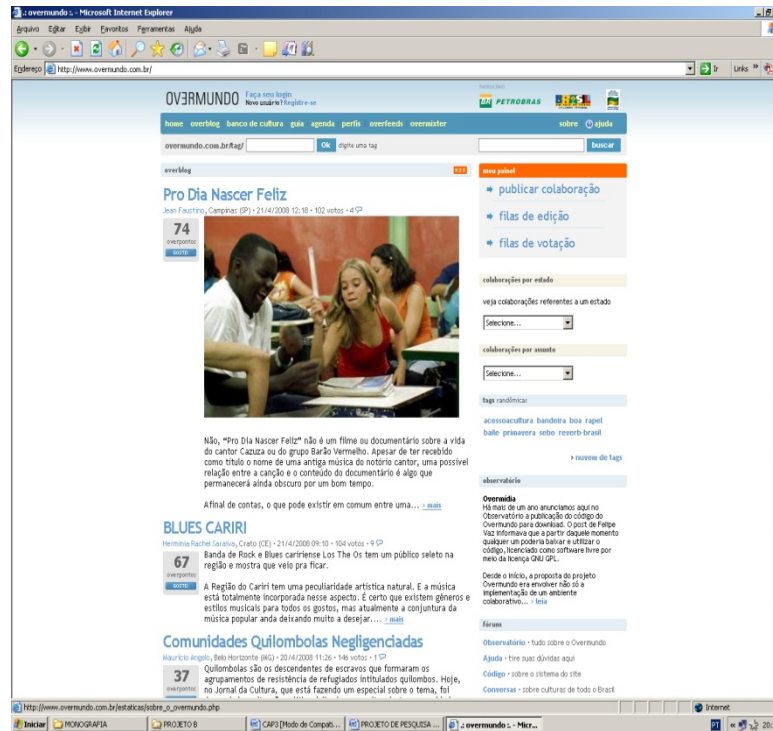 .: overmundo :. - Microsoft Internet Explorer
Arquivo Editar Exibir Favoritos Ferramentas Ajuda
Endereço http://www.overmundo.com.br/ Ir Links »
OVERMUNDO
Faça seu login
Novo usuário? Registre-se
PETROBRAS
BRASIL
home overblog banco de cultura guia agenda perfis overfeeds overmixter sobre ajuda
overmundo.com.br/tag/ Ok digite uma tag buscar
overblog RSS
Pro Dia Nascer Feliz
Jean Faustino, Campinas (SP) • 21/4/2008 12:18 • 102 votos • 4
74
overpontos
GOSTEI
Não, "Pro Dia Nascer Feliz" não é um filme ou documentário sobre a vida
do cantor Cazuza ou do grupo Barão Vermelho. Apesar de ter recebido
como título o nome de uma antiga música do notório cantor, uma possível
relação entre a canção e o conteúdo do documentário é algo que
permanecerá ainda obscuro por um bom tempo.
Afinal de contas, o que pode existir em comum entre uma... > mais
BLUES CARIRI
Hermínia Rachel Saraiva, Crato (CE) • 21/4/2008 09:10 • 104 votos • 9
67
overpontos
GOSTEI
Banda de Rock e Blues caririense Los The Os tem um público seleto na
região e mostra que veio pra ficar.
A Região do Cariri tem uma peculiaridade artística natural. E a música
está totalmente incorporada nesse aspecto. É certo que existem gêneros e
estilos musicais para todos os gostos, mas atualmente a conjuntura da
música popular anda deixando muito a desejar.... > mais
Comunidades Quilombolas Negligenciadas
Maurício Angelo, Belo Horizonte (MG) • 20/4/2008 11:26 • 146 votos • 1
37
overpontos
Quilombolas são os descendentes de escravos que formaram os
agrupamentos de resistência de refugiados intitulados quilombos. Hoje,
no Jornal da Cultura, que está fazendo um especial sobre o tema, foi
meu painel
publicar colaboração
filas de edição
filas de votação
colaborações por estado
veja colaborações referentes a um estado
Selecione...
colaborações por assunto
Selecione...
tags randômicas
acessoacultura bandeira boa rapel
baile primavera sebo reverb-brasil
> nuvem de tags
observatório
Overmídia
Há mais de um ano anunciamos aqui no
Observatório a publicação do código do
Overmundo para download. O post de Felipe
Vaz informava que a partir daquele momento
qualquer um poderia baixar e utilizar o
código, licenciado como software livre por
meio da licença GNU GPL.
Desde o início, a proposta do projeto
Overmundo era envolver não só a
implementação de um ambiente
colaborativo... > leia
fóruns
Observatório • tudo sobre o Overmundo
Ajuda • tire suas dúvidas aqui
Código • sobre o sistema do site
Conversas • sobre culturas de todo o Brasil
http://www.overmundo.com.br/estaticas/sobre_o_overmundo.php Internet
Iniciar MONOGRAFIA PROJETO B CAP3 [Modo de Compati... PROJETO DE PESQUISA ... .: overmundo :. - Micr... PT